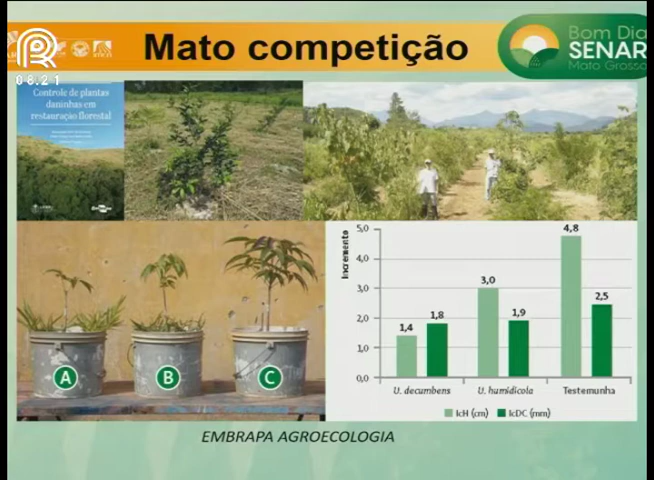 Mato competição
Bom Dia
SENAR
Mato Grosso
08:21
Controle de plantas
daninhas em
restauração florestal
Embrapa
A
B
C
Incremento
5,0
4,0
3,0
2,0
1,0
0,0
1,4
1,8
3,0
1,9
4,8
2,5
U. decumbens
U. humidicola
Testemunha
IcH (cm)
IcDC (mm)
EMBRAPA AGROECOLOGIA